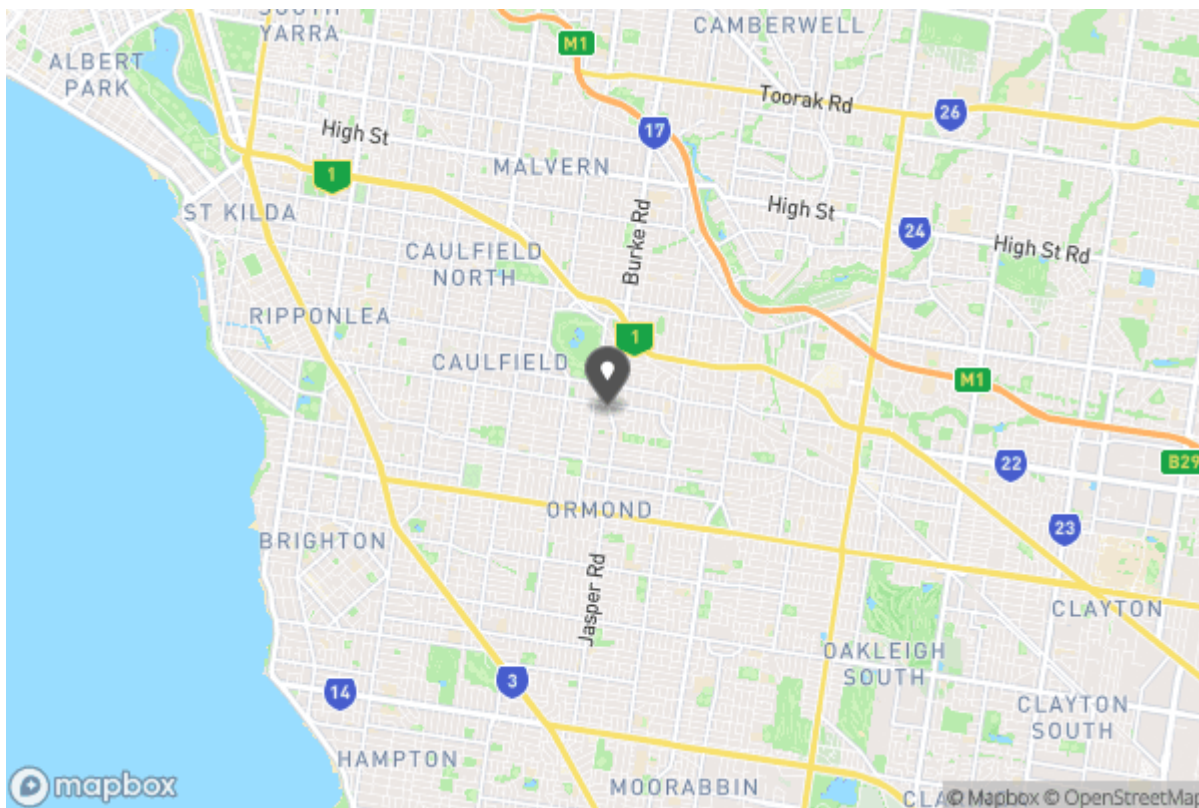 SOUTH
YARRA
CAMBERWELL
M1
ALBERT
PARK
Toorak Rd
26
High St
17
1
MALVERN
ST KILDA
High St
24
Burke Rd
High St Rd
CAULFIELD
NORTH
RIPPONLEA
1
CAULFIELD
M1
22
B29
ORMOND
23
BRIGHTON
Jasper Rd
CLAYTON
OAKLEIGH
SOUTH
14
3
CLAYTON
SOUTH
HAMPTON
MOORABBIN
mapbox
CLA
© Mapbox © OpenStreetMap